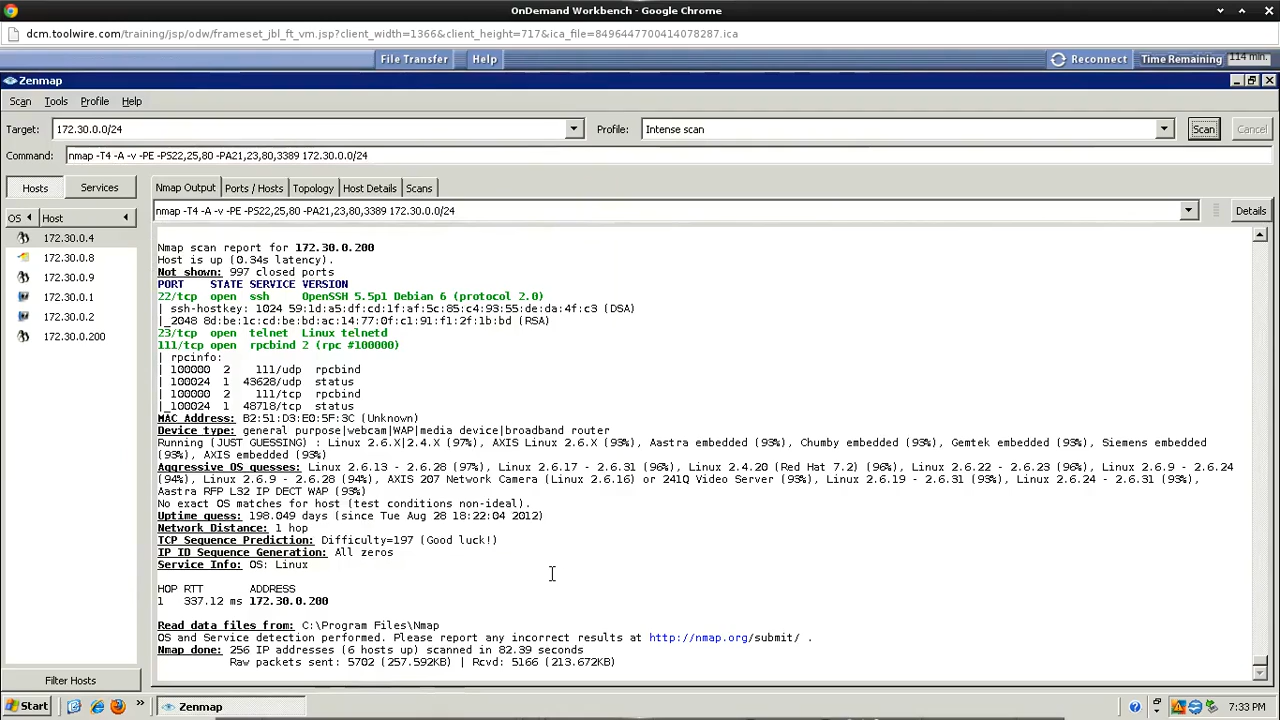 OnDemand Workbench - Google Chrome
dcm.toolwire.com/training/jsp/odw/frameset_jbl_ft_vm.jsp?client_width=1366&client_height=717&ica_file=8496447700414078287.ica
File Transfer Help Reconnect Time Remaining 114 min.
Zenmap
Scan Tools Profile Help
Target: 172.30.0.0/24 Profile: Intense scan Scan Cancel
Command: nmap -T4 -A -v -PE -PS22,25,80 -PA21,23,80,3389 172.30.0.0/24
Hosts Services Nmap Output Ports / Hosts Topology Host Details Scans
OS Host nmap -T4 -A -v -PE -PS22,25,80 -PA21,23,80,3389 172.30.0.0/24 Details
172.30.0.4
172.30.0.8
172.30.0.9
172.30.0.1
172.30.0.2
172.30.0.200
Nmap scan report for 172.30.0.200
Host is up (0.34s latency).
Not shown: 997 closed ports
PORT STATE SERVICE VERSION
22/tcp open ssh OpenSSH 5.5p1 Debian 6 (protocol 2.0)
| ssh-hostkey: 1024 59:1d:a5:df:cd:1f:af:5c:85:c4:93:55:de:da:4f:c3 (DSA)
|_2048 8d:be:1c:cd:be:bd:ac:14:77:0f:c1:91:f1:2f:1b:bd (RSA)
23/tcp open telnet Linux telnetd
111/tcp open rpcbind 2 (rpc #100000)
| rpcinfo:
| 100000 2 111/udp rpcbind
| 100024 1 43628/udp status
| 100000 2 111/tcp rpcbind
|_100024 1 48718/tcp status
MAC Address: B2:51:D3:E0:5F:3C (Unknown)
Device type: general purpose|webcam|WAP|media device|broadband router
Running (JUST GUESSING) : Linux 2.6.X|2.4.X (97%), AXIS Linux 2.6.X (93%), Aastra embedded (93%), Chumby embedded (93%), Gemtek embedded (93%), Siemens embedded
(93%), AXIS embedded (93%)
Aggressive OS guesses: Linux 2.6.13 - 2.6.28 (97%), Linux 2.6.17 - 2.6.31 (96%), Linux 2.4.20 (Red Hat 7.2) (96%), Linux 2.6.22 - 2.6.23 (96%), Linux 2.6.9 - 2.6.24
(94%), Linux 2.6.9 - 2.6.28 (94%), AXIS 207 Network Camera (Linux 2.6.16) or 241Q Video Server (93%), Linux 2.6.19 - 2.6.31 (93%), Linux 2.6.24 - 2.6.31 (93%),
Aastra RFP L32 IP DECT WAP (93%)
No exact OS matches for host (test conditions non-ideal).
Uptime guess: 198.049 days (since Tue Aug 28 18:22:04 2012)
Network Distance: 1 hop
TCP Sequence Prediction: Difficulty=197 (Good luck!)
IP ID Sequence Generation: All zeros
Service Info: OS: Linux
HOP RTT ADDRESS
1 337.12 ms 172.30.0.200
Read data files from: C:\Program Files\Nmap
OS and Service detection performed. Please report any incorrect results at http://nmap.org/submit/ .
Nmap done: 256 IP addresses (6 hosts up) scanned in 82.39 seconds
Raw packets sent: 5702 (257.592KB) | Rcvd: 5166 (213.672KB)
Filter Hosts
Start Zenmap 7:33 PM